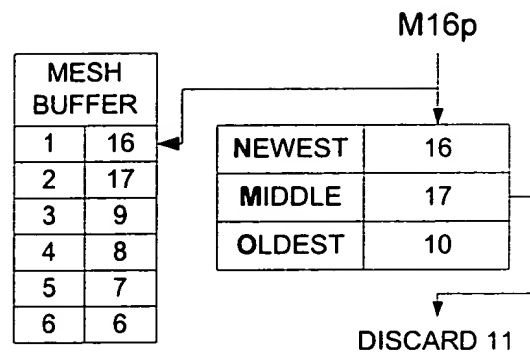 M16p
MESH
BUFFER
1 16
2 17
3 9
4 8
5 7
6 6
NEWEST 16
MIDDLE 17
OLDEST 10
DISCARD 11